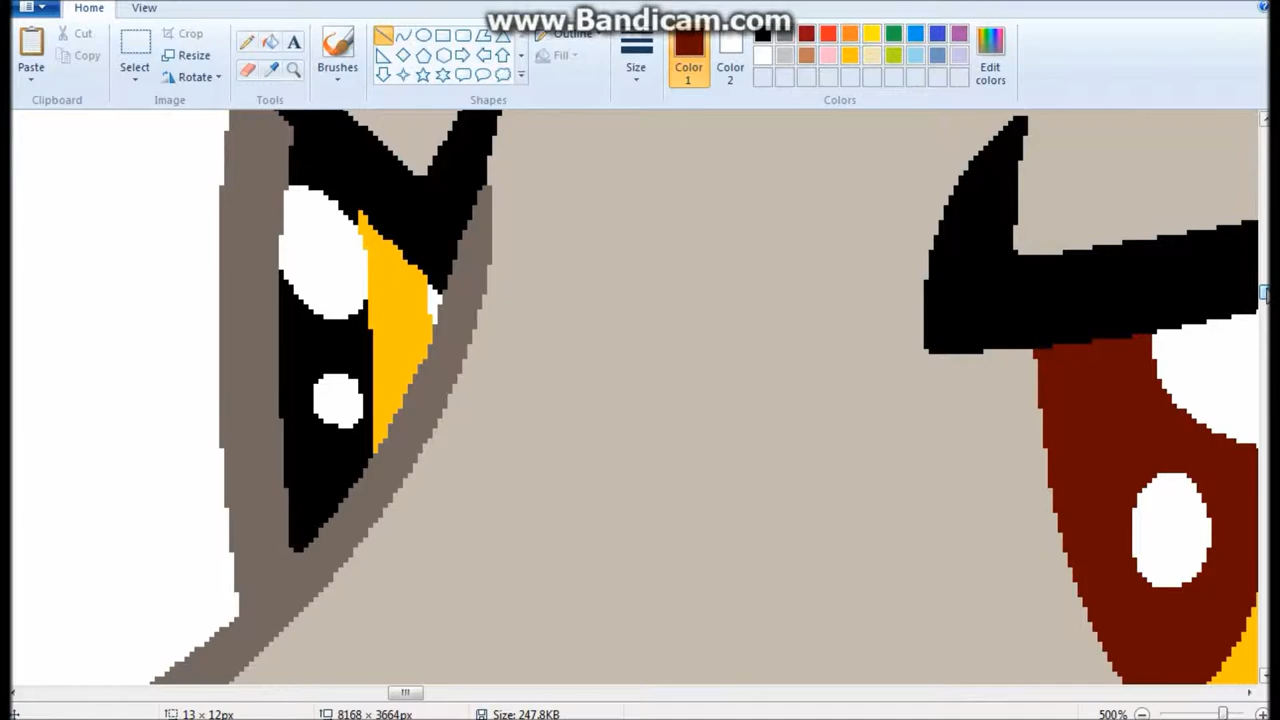 www.Bandicam.com
Home View
Paste
Cut
Copy
Clipboard
Select
Crop
Resize
Rotate
Image
A
Tools
Brushes
Shapes
Outline
Fill
Size
Color 1
Color 2
Edit colors
Colors
13 × 12px 8168 × 3664px Size: 247.8KB 500%